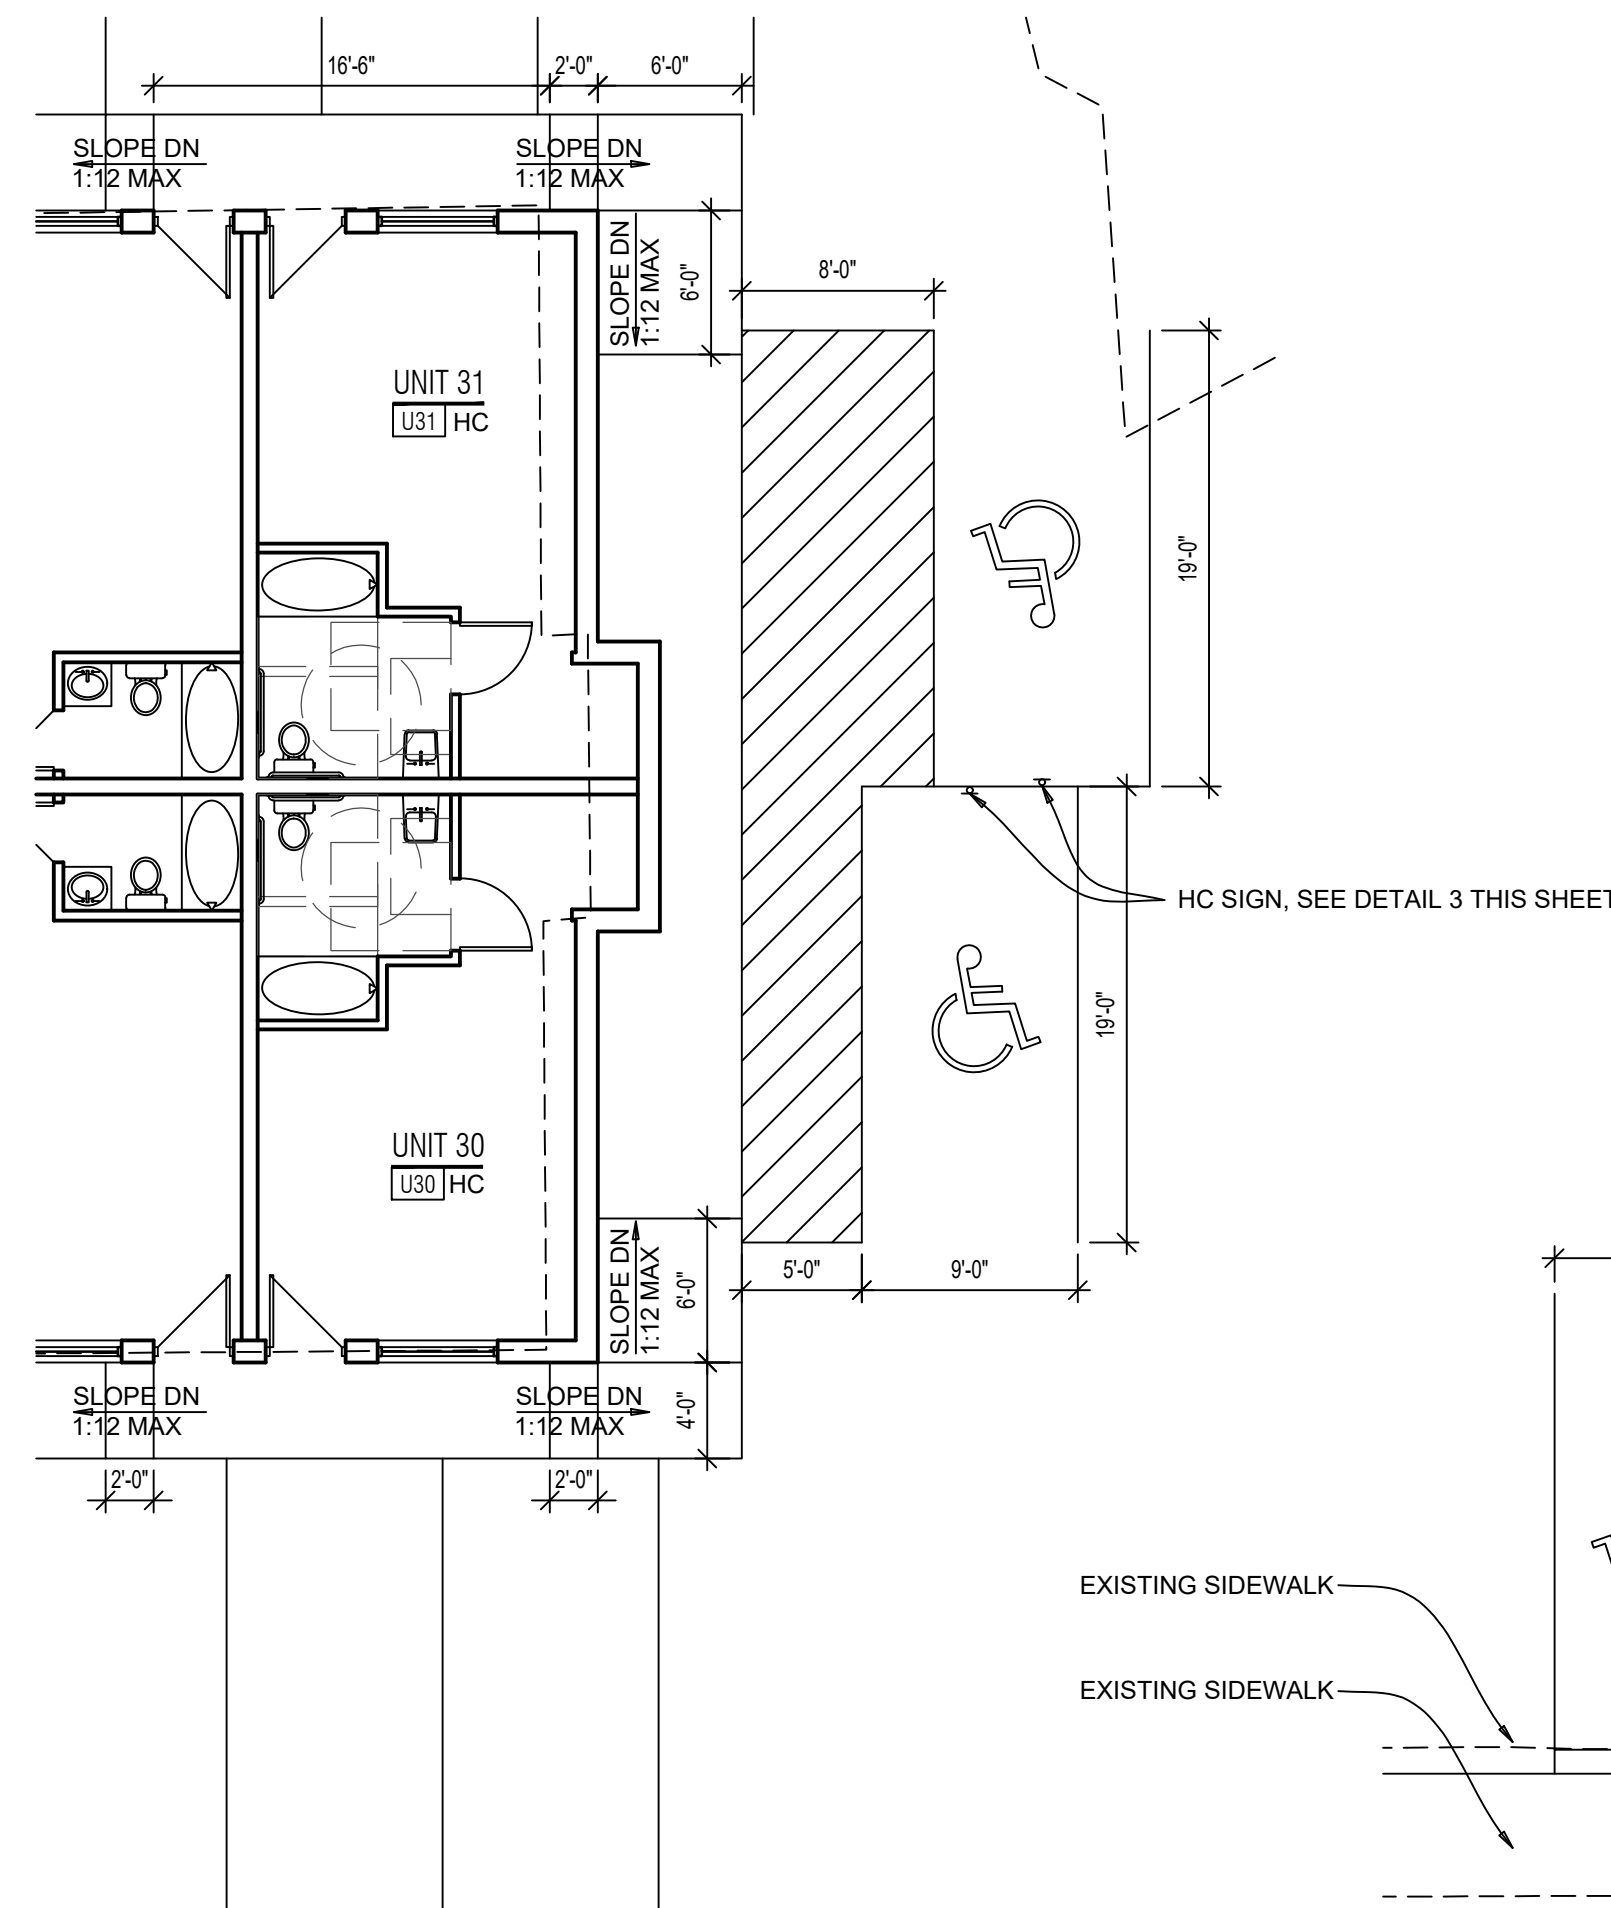 16'-6" 2'-0" 6'-0"
SLOPE DN
1:12 MAX
SLOPE DN
1:12 MAX
SLOPE DN
1:12 MAX
6'-0"
8'-0"
UNIT 31
U31 HC
19'-0"
HC SIGN, SEE DETAIL 3 THIS SHEET
19'-0"
UNIT 30
U30 HC
SLOPE DN
1:12 MAX
6'-0"
5'-0" 9'-0"
SLOPE DN
1:12 MAX
SLOPE DN
1:12 MAX
4'-0"
2'-0" 2'-0"
EXISTING SIDEWALK
EXISTING SIDEWALK